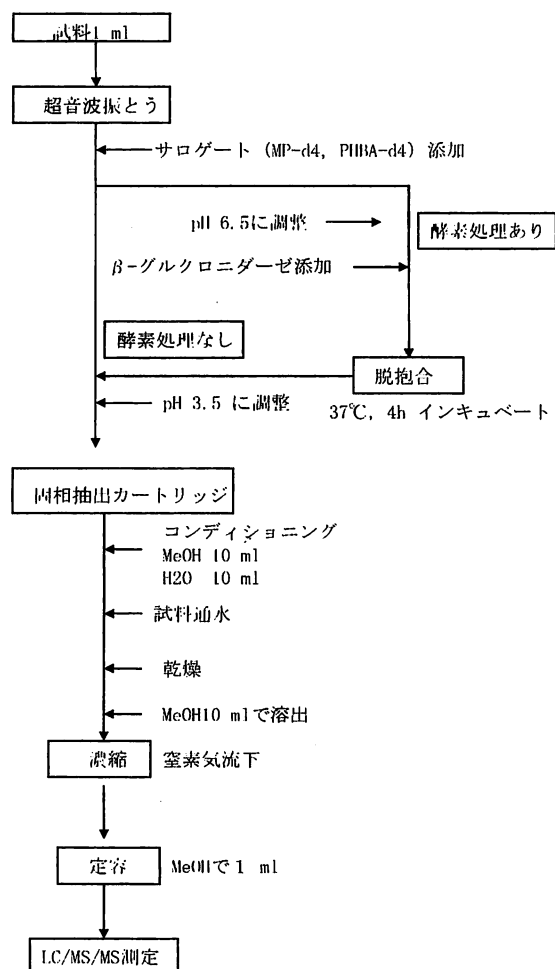 試料1 ml
超音波振とう
サロゲート (MP-d4, PHBA-d4) 添加
pH 6.5に調整
酵素処理あり
β-グルクロニダーゼ添加
酵素処理なし
脱抱合
pH 3.5 に調整
37℃, 4h インキュベート
固相抽出カートリッジ
コンディショニング
MeOH 10 ml
H2O 10 ml
試料通水
乾燥
MeOH10 mlで溶出
濃縮
窒素気流下
定容
MeOHで1 ml
LC/MS/MS測定